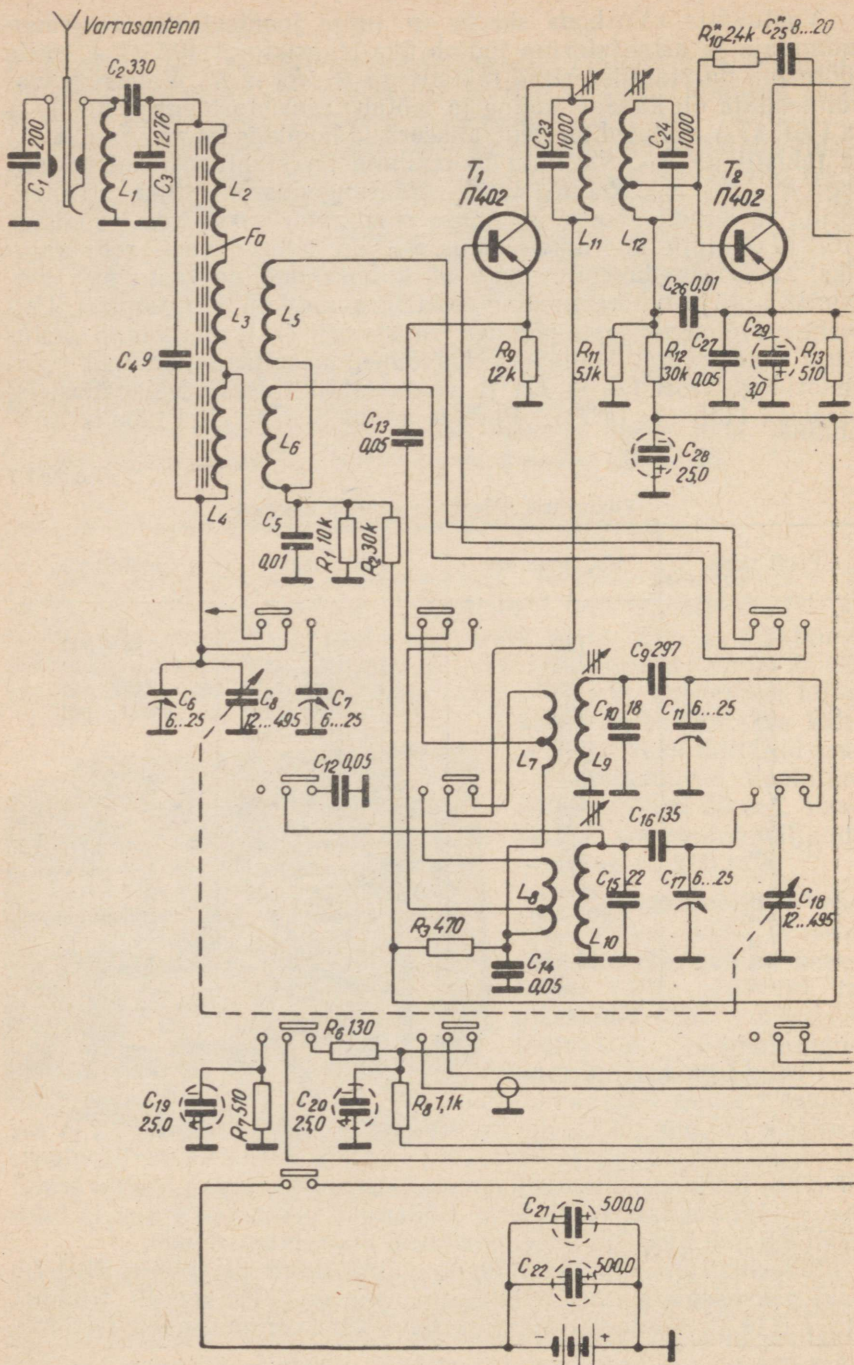 Varrasantenn
C₂ 330
C₁ 200
L₁
C₃ 1276
L₂
Fa
L₃
L₅
C₄ 9
L₆
L₄
C₅
0,01
R₁ 10k
R₂ 30k
C₁₃
0,05
T₁
П402
C₂₃ 1000
L₁₁
L₁₂
C₂₄ 1000
R₁₀* 2,4k
C₂₅* 8...20
T₂
П402
R₉
1,2k
R₁₁
5,1k
R₁₂
30k
C₂₆ 0,01
C₂₇
0,05
C₂₉
3,0
R₁₃
510
C₂₈
25,0
C₆
6...25
C₈
12...495
C₇
6...25
C₁₂ 0,05
L₇
L₉
C₉ 297
C₁₀ 18
C₁₁ 6...25
C₁₆ 135
L₈
L₁₀
C₁₅ 22
C₁₇ 6...25
C₁₈
12...495
R₃ 470
C₁₄
0,05
R₆ 130
C₁₉
25,0
R₇ 510
C₂₀
25,0
R₈ 1,1k
C₂₁ 500,0
C₂₂ 500,0
- +